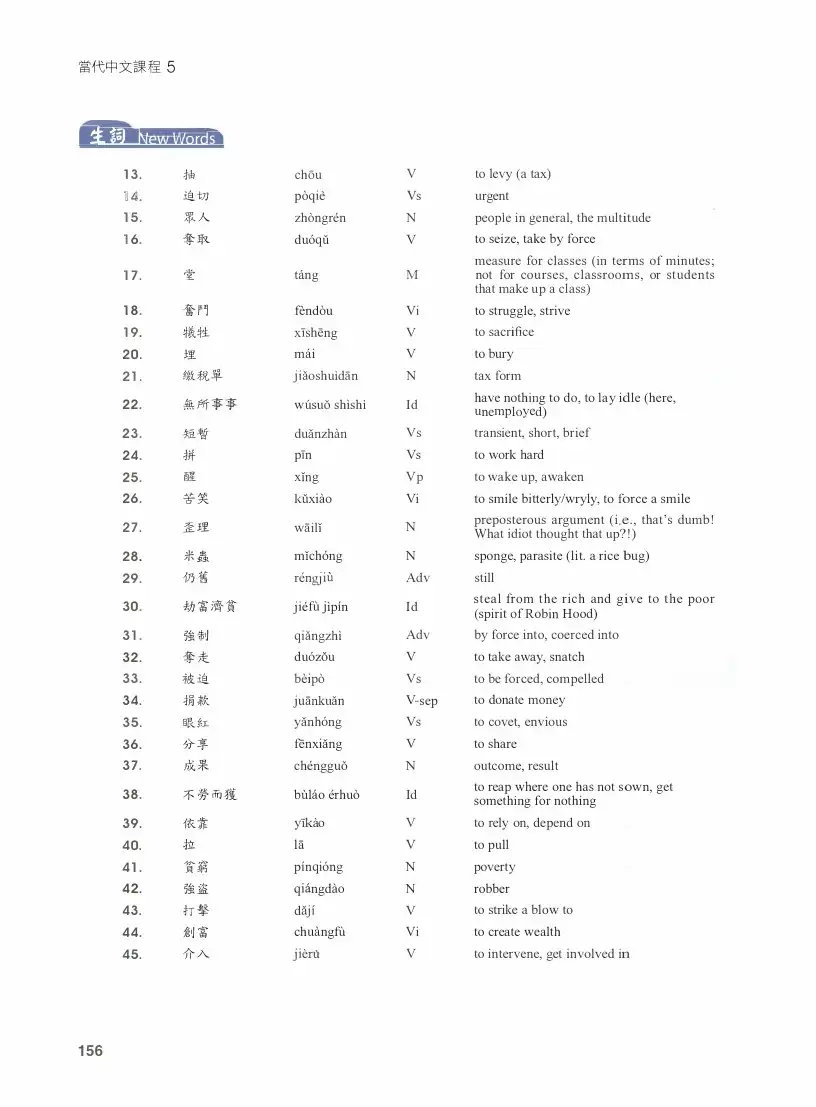 當代中文課程 5
生詞 New Words
13. 抽 chōu V to levy (a tax)
14. 迫切 pòqiè Vs urgent
15. 眾人 zhòngrén N people in general, the multitude
16. 奪取 duóqǔ V to seize, take by force
17. 堂 táng M measure for classes (in terms of minutes;
not for courses, classrooms, or students
that make up a class)
18. 奮鬥 fèndòu Vi to struggle, strive
19. 犧牲 xīshēng V to sacrifice
20. 埋 mái V to bury
21. 繳稅單 jiǎoshuìdān N tax form
22. 無所事事 wúsuǒ shìshì Id have nothing to do, to lay idle (here,
unemployed)
23. 短暫 duǎnzhàn Vs transient, short, brief
24. 拼 pīn Vs to work hard
25. 醒 xǐng Vp to wake up, awaken
26. 苦笑 kǔxiào Vi to smile bitterly/wryly, to force a smile
27. 歪理 wāilǐ N preposterous argument (i.e., that's dumb!
What idiot thought that up?!)
28. 米蟲 mǐchóng N sponge, parasite (lit. a rice bug)
29. 仍舊 réngjiù Adv still
30. 劫富濟貧 jiéfù jìpín Id steal from the rich and give to the poor
(spirit of Robin Hood)
31. 強制 qiǎngzhì Adv by force into, coerced into
32. 奪走 duózǒu V to take away, snatch
33. 被迫 bèipò Vs to be forced, compelled
34. 捐款 juānkuǎn V-sep to donate money
35. 眼紅 yǎnhóng Vs to covet, envious
36. 分享 fēnxiǎng V to share
37. 成果 chéngguǒ N outcome, result
38. 不勞而獲 bùláo érhuò Id to reap where one has not sown, get
something for nothing
39. 依靠 yīkào V to rely on, depend on
40. 拉 lā V to pull
41. 貧窮 pínqióng N poverty
42. 強盜 qiángdào N robber
43. 打擊 dǎjí V to strike a blow to
44. 創富 chuàngfù Vi to create wealth
45. 介入 jièrù V to intervene, get involved in
156